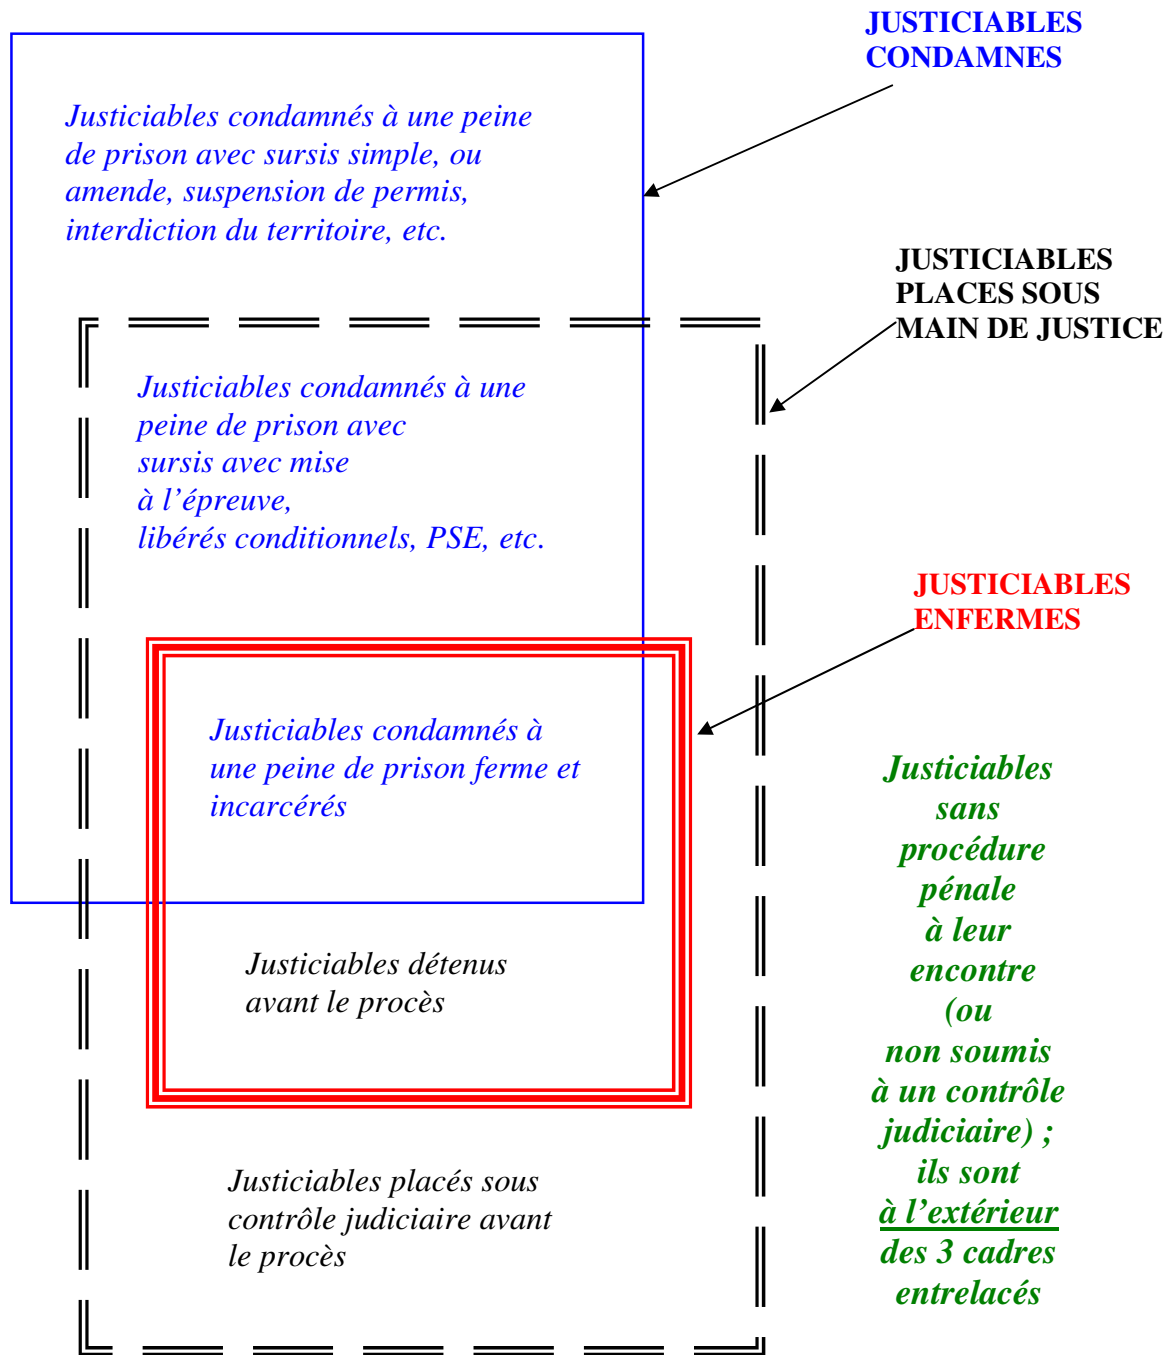 JUSTICIABLES
CONDAMNES
Justiciables condamnés à une peine
de prison avec sursis simple, ou
amende, suspension de permis,
interdiction du territoire, etc.
JUSTICIABLES
PLACES SOUS
MAIN DE JUSTICE
Justiciables condamnés à une
peine de prison avec
sursis avec mise
à l’épreuve,
libérés conditionnels, PSE, etc.
JUSTICIABLES
ENFERMES
Justiciables condamnés à
une peine de prison ferme et
incarcérés
Justiciables détenus
avant le procès
Justiciables placés sous
contrôle judiciaire avant
le procès
Justiciables
sans
procédure
pénale
à leur
encontre
(ou
non soumis
à un contrôle
judiciaire) ;
ils sont
à l’extérieur
des 3 cadres
entrelacés